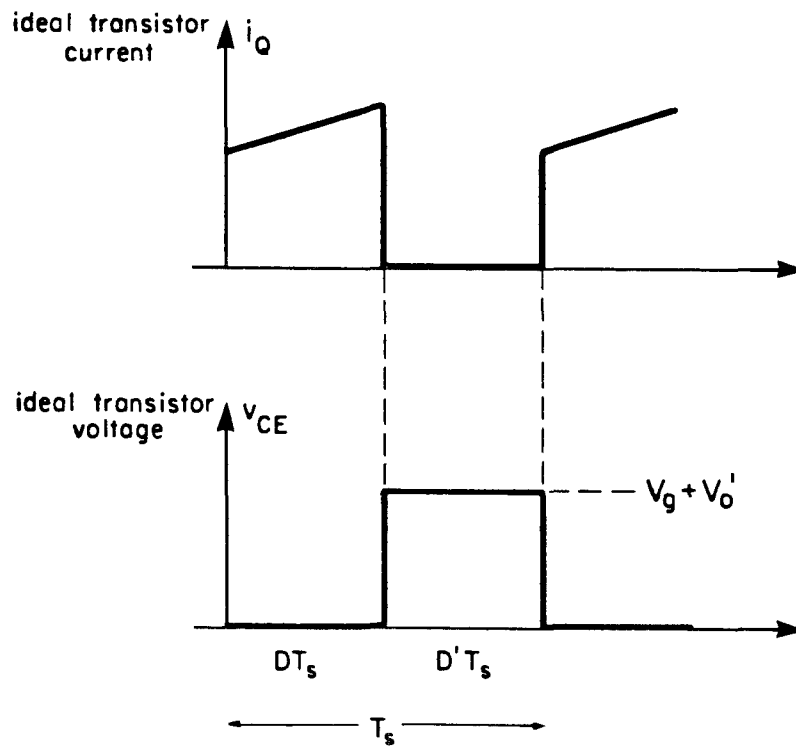 ideal transistor
current
i_Q
ideal transistor
voltage
v_CE
V_g + V_o'
DT_s
D'T_s
T_s